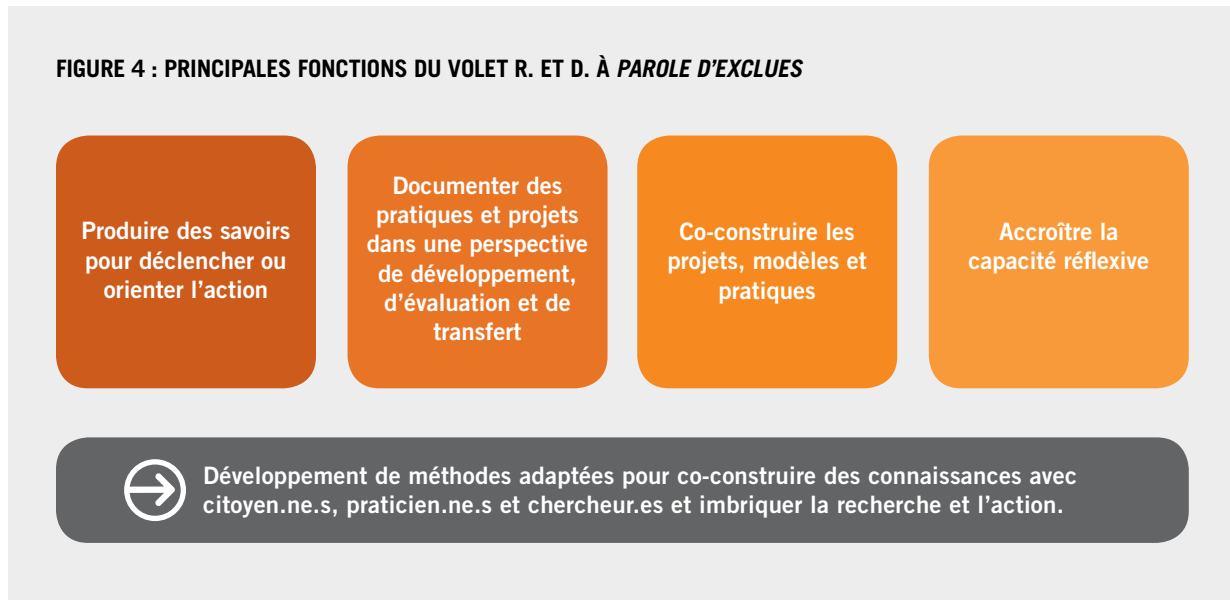 FIGURE 4 : PRINCIPALES FONCTIONS DU VOLET R. ET D. À PAROLE D'EXCLUES
Produire des savoirs
pour déclencher ou
orienter l'action
Documenter des
pratiques et projets
dans une perspective
de développement,
d'évaluation et de
transfert
Co-construire les
projets, modèles et
pratiques
Accroître la
capacité réflexive
Développement de méthodes adaptées pour co-construire des connaissances avec
citoyen.ne.s, praticien.ne.s et chercheur.es et imbriquer la recherche et l'action.